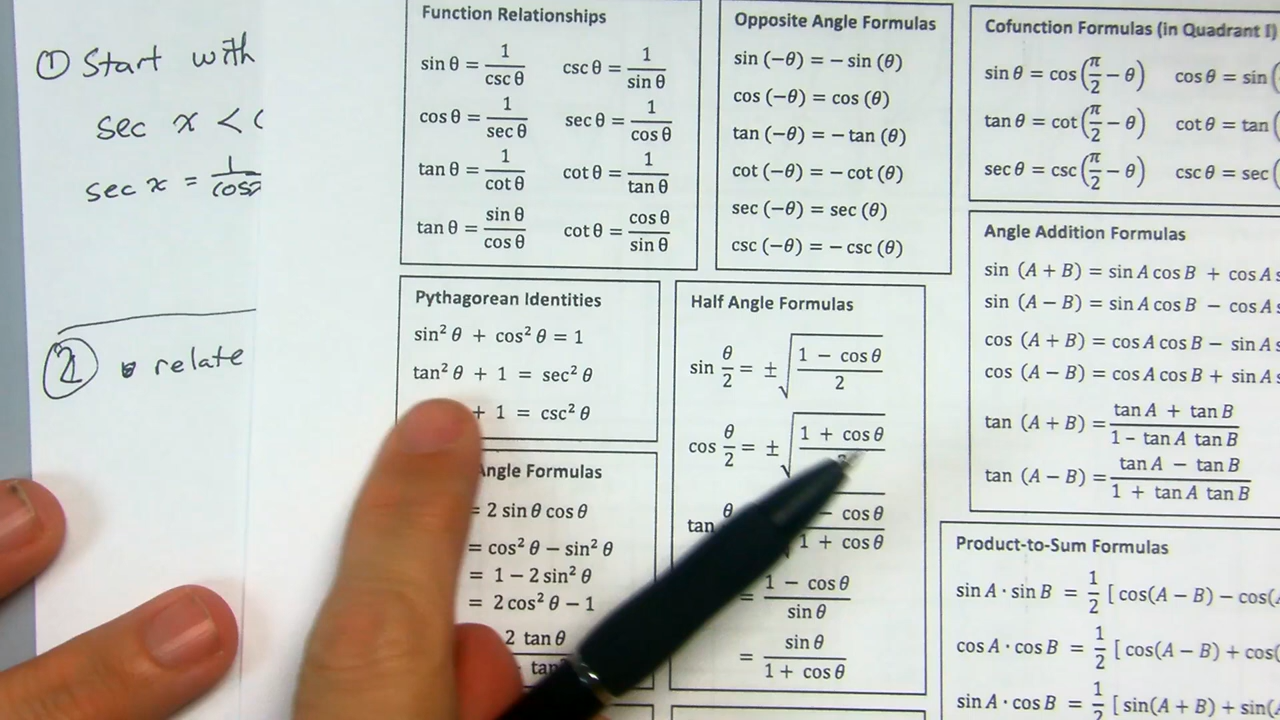 ① Start with
sec x <
sec x = 1/cos
② relate
Function Relationships
sin θ = 1/csc θ csc θ = 1/sin θ
cos θ = 1/sec θ sec θ = 1/cos θ
tan θ = 1/cot θ cot θ = 1/tan θ
tan θ = sin θ/cos θ cot θ = cos θ/sin θ
Opposite Angle Formulas
sin (−θ) = − sin (θ)
cos (−θ) = cos (θ)
tan (−θ) = − tan (θ)
cot (−θ) = − cot (θ)
sec (−θ) = sec (θ)
csc (−θ) = − csc (θ)
Cofunction Formulas (in Quadrant I)
sin θ = cos(π/2 − θ) cos θ = sin (
tan θ = cot(π/2 − θ) cot θ = tan (
sec θ = csc(π/2 − θ) csc θ = sec (
Pythagorean Identities
sin² θ + cos² θ = 1
tan² θ + 1 = sec² θ
+ 1 = csc² θ
Half Angle Formulas
sin θ/2 = ±√((1 − cos θ)/2)
cos θ/2 = ±√(1 + cos θ
tan θ − cos θ
1 + cos θ
= (1 − cos θ)/sin θ
= sin θ/(1 + cos θ)
Angle Addition Formulas
sin (A + B) = sin A cos B + cos A
sin (A − B) = sin A cos B − cos A
cos (A + B) = cos A cos B − sin A
cos (A − B) = cos A cos B + sin A
tan (A + B) = (tan A + tan B)/(1 − tan A tan B)
tan (A − B) = (tan A − tan B)/(1 + tan A tan B)
Angle Formulas
= 2 sin θ cos θ
= cos² θ − sin² θ
= 1 − 2 sin² θ
= 2 cos² θ − 1
2 tan θ
tan
Product-to-Sum Formulas
sin A · sin B = 1/2 [ cos(A − B) − cos(
cos A · cos B = 1/2 [ cos(A − B) + cos(
sin A · cos B = 1/2 [ sin(A + B) + sin(